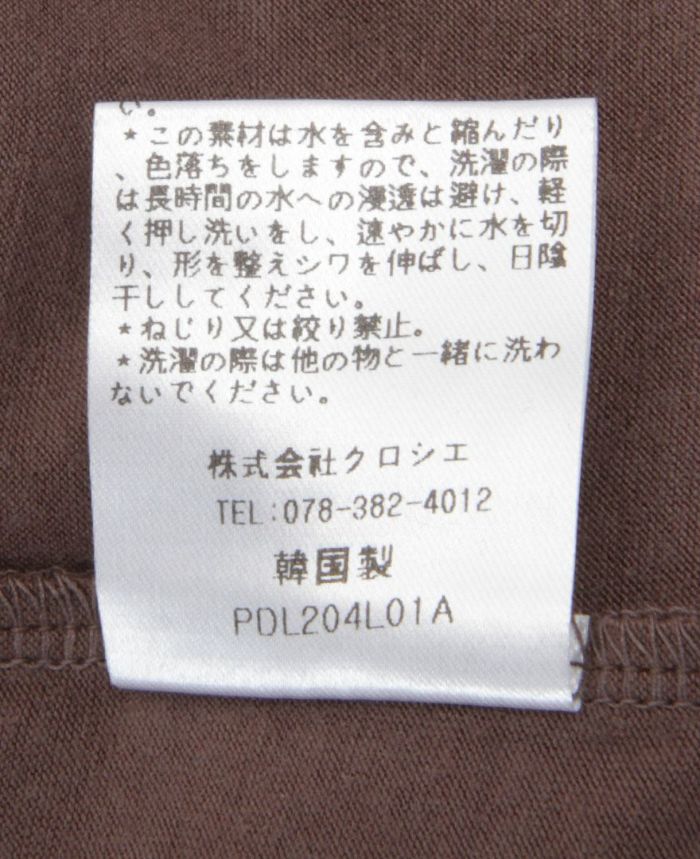 い。
*この素材は水を含みと縮んだり
、色落ちをしますので、洗濯の際
は長時間の水への浸透は避け、軽
く押し洗いをし、速やかに水を切
り、形を整えシワを伸ばし、日陰
干ししてください。
*ねじり又は絞り禁止。
*洗濯の際は他の物と一緒に洗わ
ないでください。
株式会社クロシエ
TEL:078-382-4012
韓国製
PDL204L01A